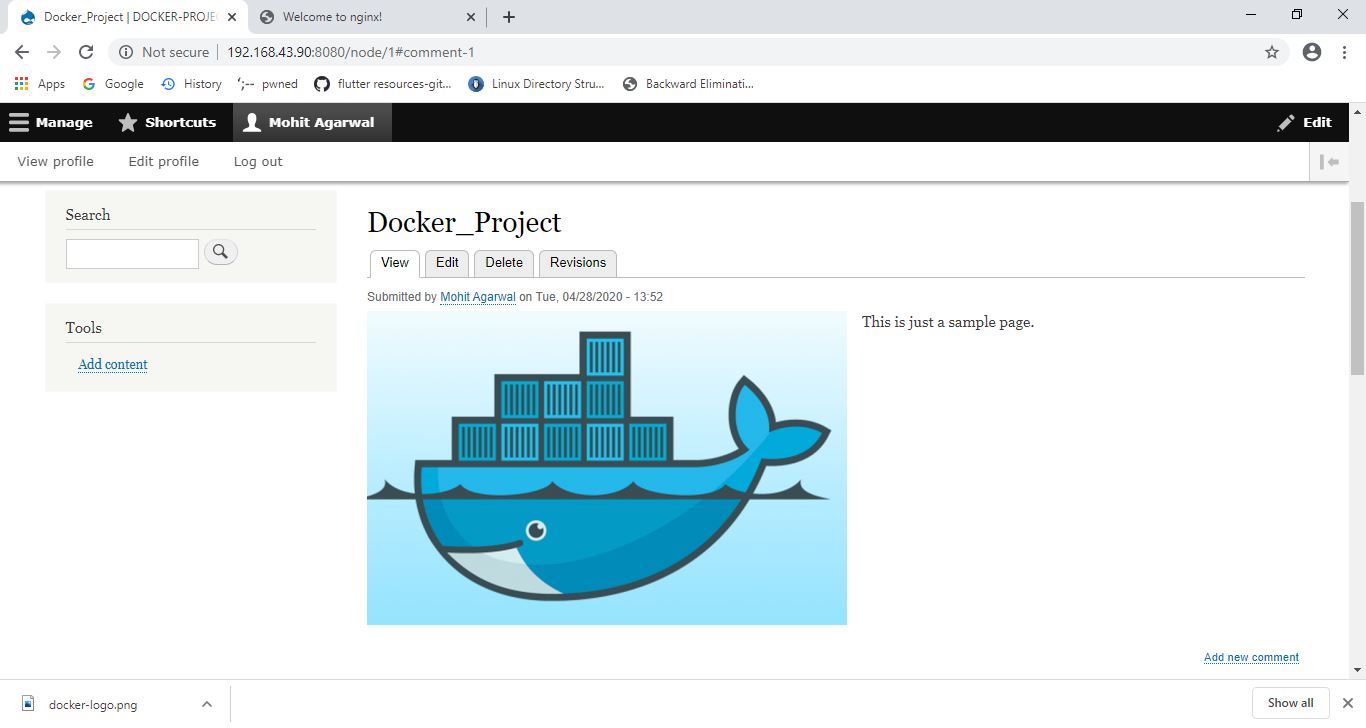 Docker_Project | DOCKER-PROJE
Welcome to nginx!
Not secure
192.168.43.90:8080/node/1#comment-1
Apps
Google
History
';-- pwned
flutter resources-git...
Linux Directory Stru...
Backward Eliminati...
Manage
Shortcuts
Mohit Agarwal
Edit
View profile
Edit profile
Log out
Search
Tools
Add content
Docker_Project
View
Edit
Delete
Revisions
Submitted by Mohit Agarwal on Tue, 04/28/2020 - 13:52
This is just a sample page.
Add new comment
docker-logo.png
Show all